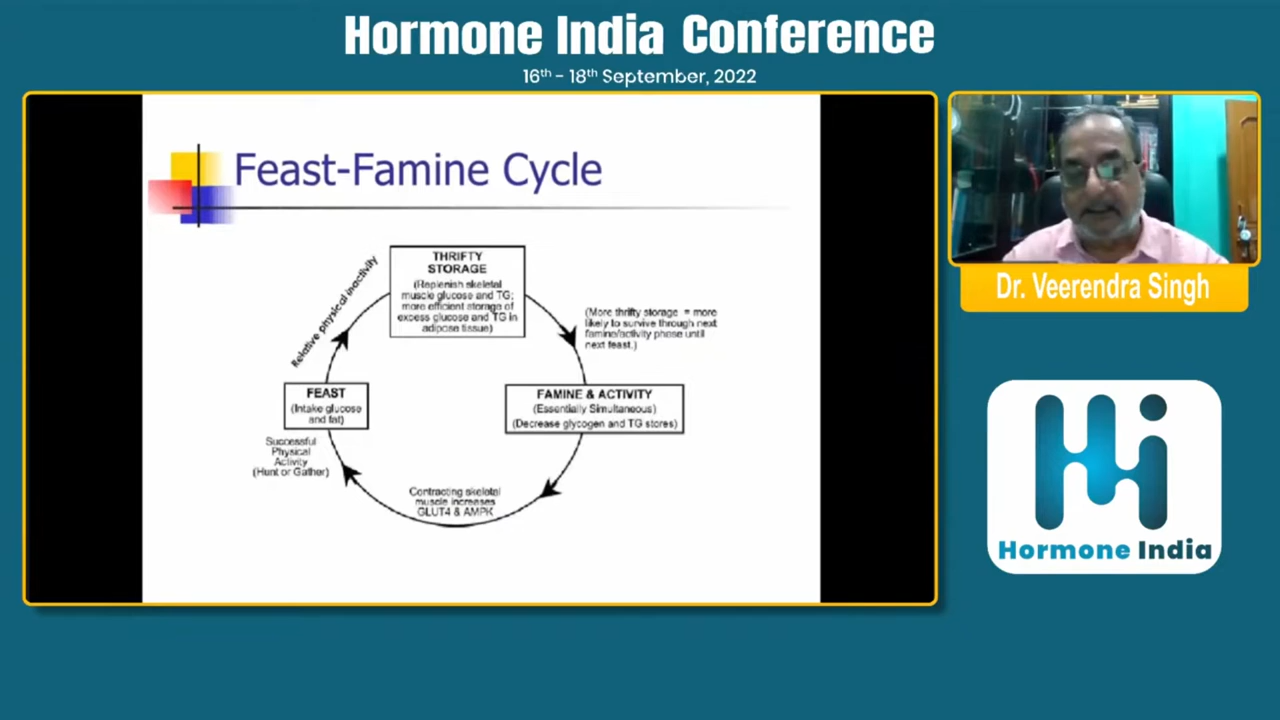 Hormone India Conference
16th - 18th September, 2022
Feast-Famine Cycle
THRIFTY
STORAGE
(Replenish skeletal
muscle glucose and TG;
more efficient storage of
excess glucose and TG in
adipose tissue)
Relative physical inactivity
(More thrifty storage = more
likely to survive through next
famine/activity phase until
next feast.)
FEAST
(Intake glucose
and fat)
FAMINE & ACTIVITY
(Essentially Simultaneous)
(Decrease glycogen and TG stores)
Successful
Physical
Activity
(Hunt or Gather)
Contracting skeletal
muscle increases
GLUT4 & AMPK
Dr. Veerendra Singh
Hi
Hormone India